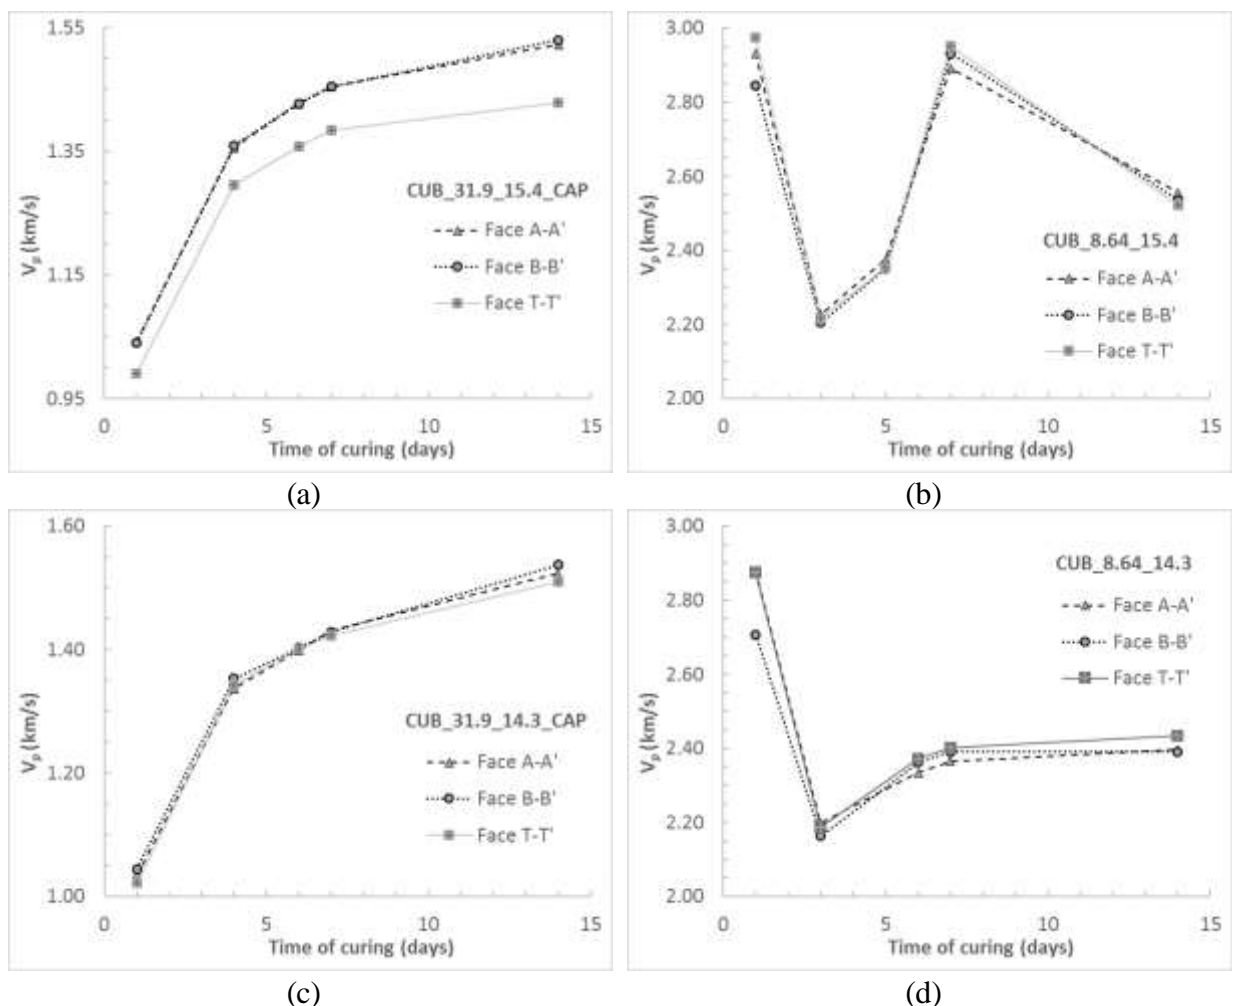 1.55
1.35
1.15
0.95
V_p (km/s)
CUB_31.9_15.4_CAP
Face A-A'
Face B-B'
Face T-T'
0 5 10 15
Time of curing (days)
(a)
3.00
2.80
2.60
2.40
2.20
2.00
V_p (km/s)
CUB_8.64_15.4
Face A-A'
Face B-B'
Face T-T'
0 5 10 15
Time of curing (days)
(b)
1.60
1.40
1.20
1.00
V_p (km/s)
CUB_31.9_14.3_CAP
Face A-A'
Face B-B'
Face T-T'
0 5 10 15
Time of curing (days)
(c)
3.00
2.80
2.60
2.40
2.20
2.00
V_p (km/s)
CUB_8.64_14.3
Face A-A'
Face B-B'
Face T-T'
0 5 10 15
Time of curing (days)
(d)